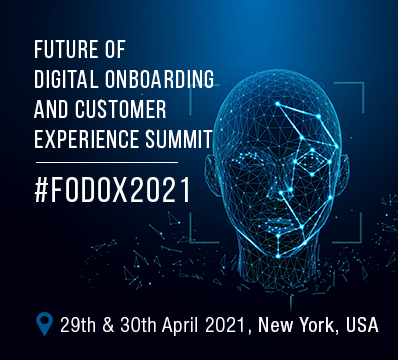 FUTURE OF
DIGITAL ONBOARDING
AND CUSTOMER
EXPERIENCE SUMMIT
#FODOX2021
29th & 30th April 2021, New York, USA